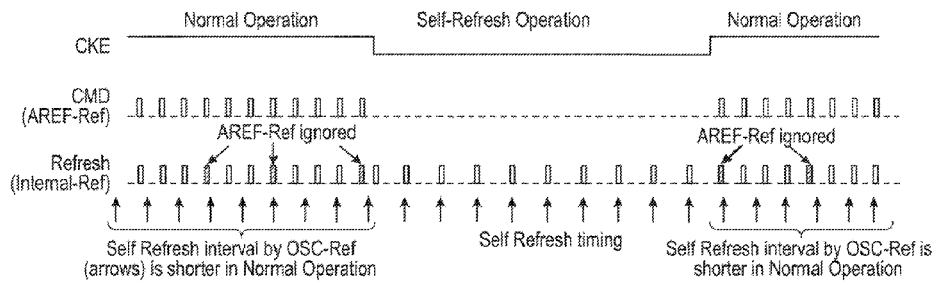 Normal Operation
Self-Refresh Operation
Normal Operation
CKE
CMD
(AREF-Ref)
AREF-Ref ignored
AREF-Ref ignored
Refresh
(Internal-Ref)
Self Refresh interval by OSC-Ref
(arrows) is shorter in Normal Operation
Self Refresh timing
Self Refresh interval by OSC-Ref is
shorter in Normal Operation